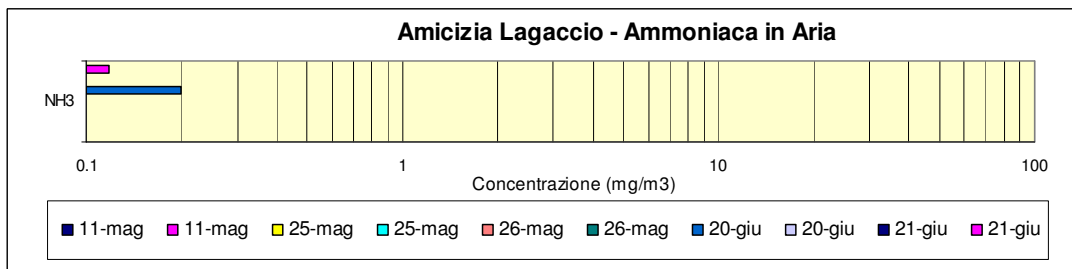 Amicizia Lagaccio - Ammoniaca in Aria
NH3
0.1 1 10 100
Concentrazione (mg/m3)
11-mag 11-mag 25-mag 25-mag 26-mag 26-mag 20-giu 20-giu 21-giu 21-giu